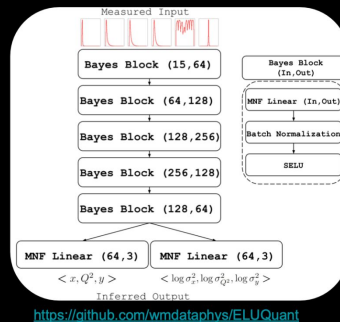 Measured Input
Bayes Block (15,64)
Bayes Block (64,128)
Bayes Block (128,256)
Bayes Block (256,128)
Bayes Block (128,64)
MNF Linear (64,3)
MNF Linear (64,3)
< x, Q², y >
< log σ²ₓ, log σ²_Q², log σ²_y >
Inferred Output
Bayes Block
(In,Out)
MNF Linear (In,Out)
Batch Normalization
SELU
https://github.com/wmdataphys/ELUQuant